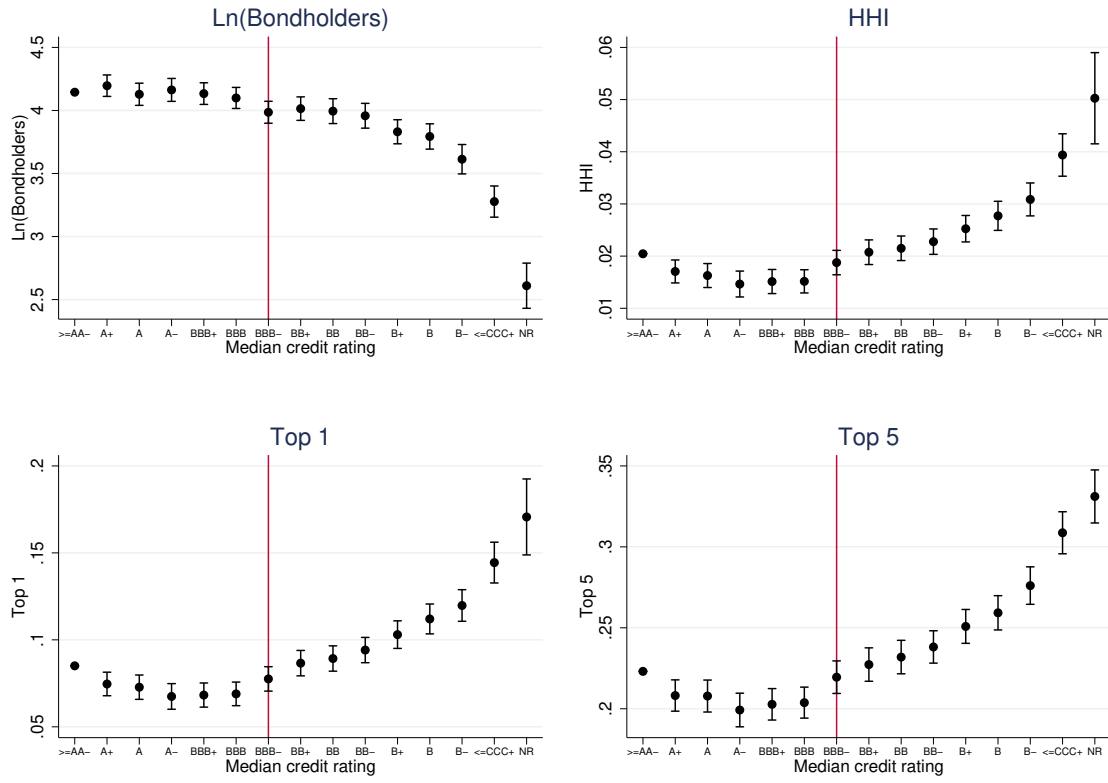 Ln(Bondholders)
Ln(Bondholders)
4.5
4
3.5
3
2.5
>=AA− A+ A A− BBB+ BBB BBB− BB+ BB BB− B+ B B− <=CCC+ NR
Median credit rating
HHI
HHI
.06
.05
.04
.03
.02
.01
>=AA− A+ A A− BBB+ BBB BBB− BB+ BB BB− B+ B B− <=CCC+ NR
Median credit rating
Top 1
Top 1
.2
.15
.1
.05
>=AA− A+ A A− BBB+ BBB BBB− BB+ BB BB− B+ B B− <=CCC+ NR
Median credit rating
Top 5
Top 5
.35
.3
.25
.2
>=AA− A+ A A− BBB+ BBB BBB− BB+ BB BB− B+ B B− <=CCC+ NR
Median credit rating